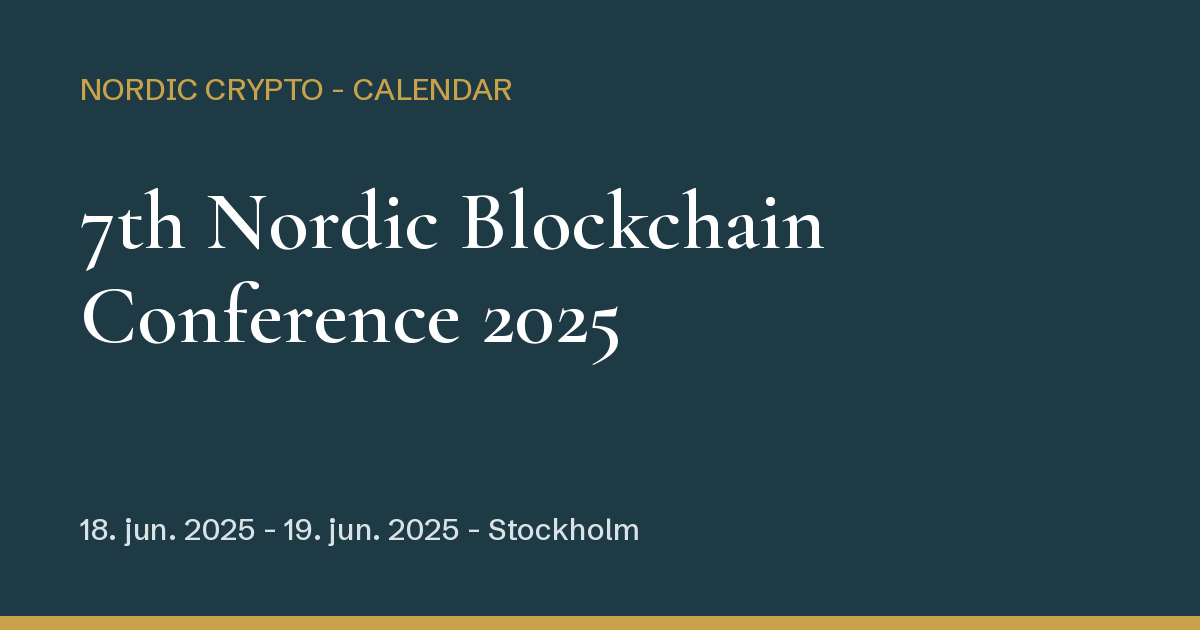 NORDIC CRYPTO - CALENDAR
7th Nordic Blockchain
Conference 2025
18. jun. 2025 - 19. jun. 2025 - Stockholm